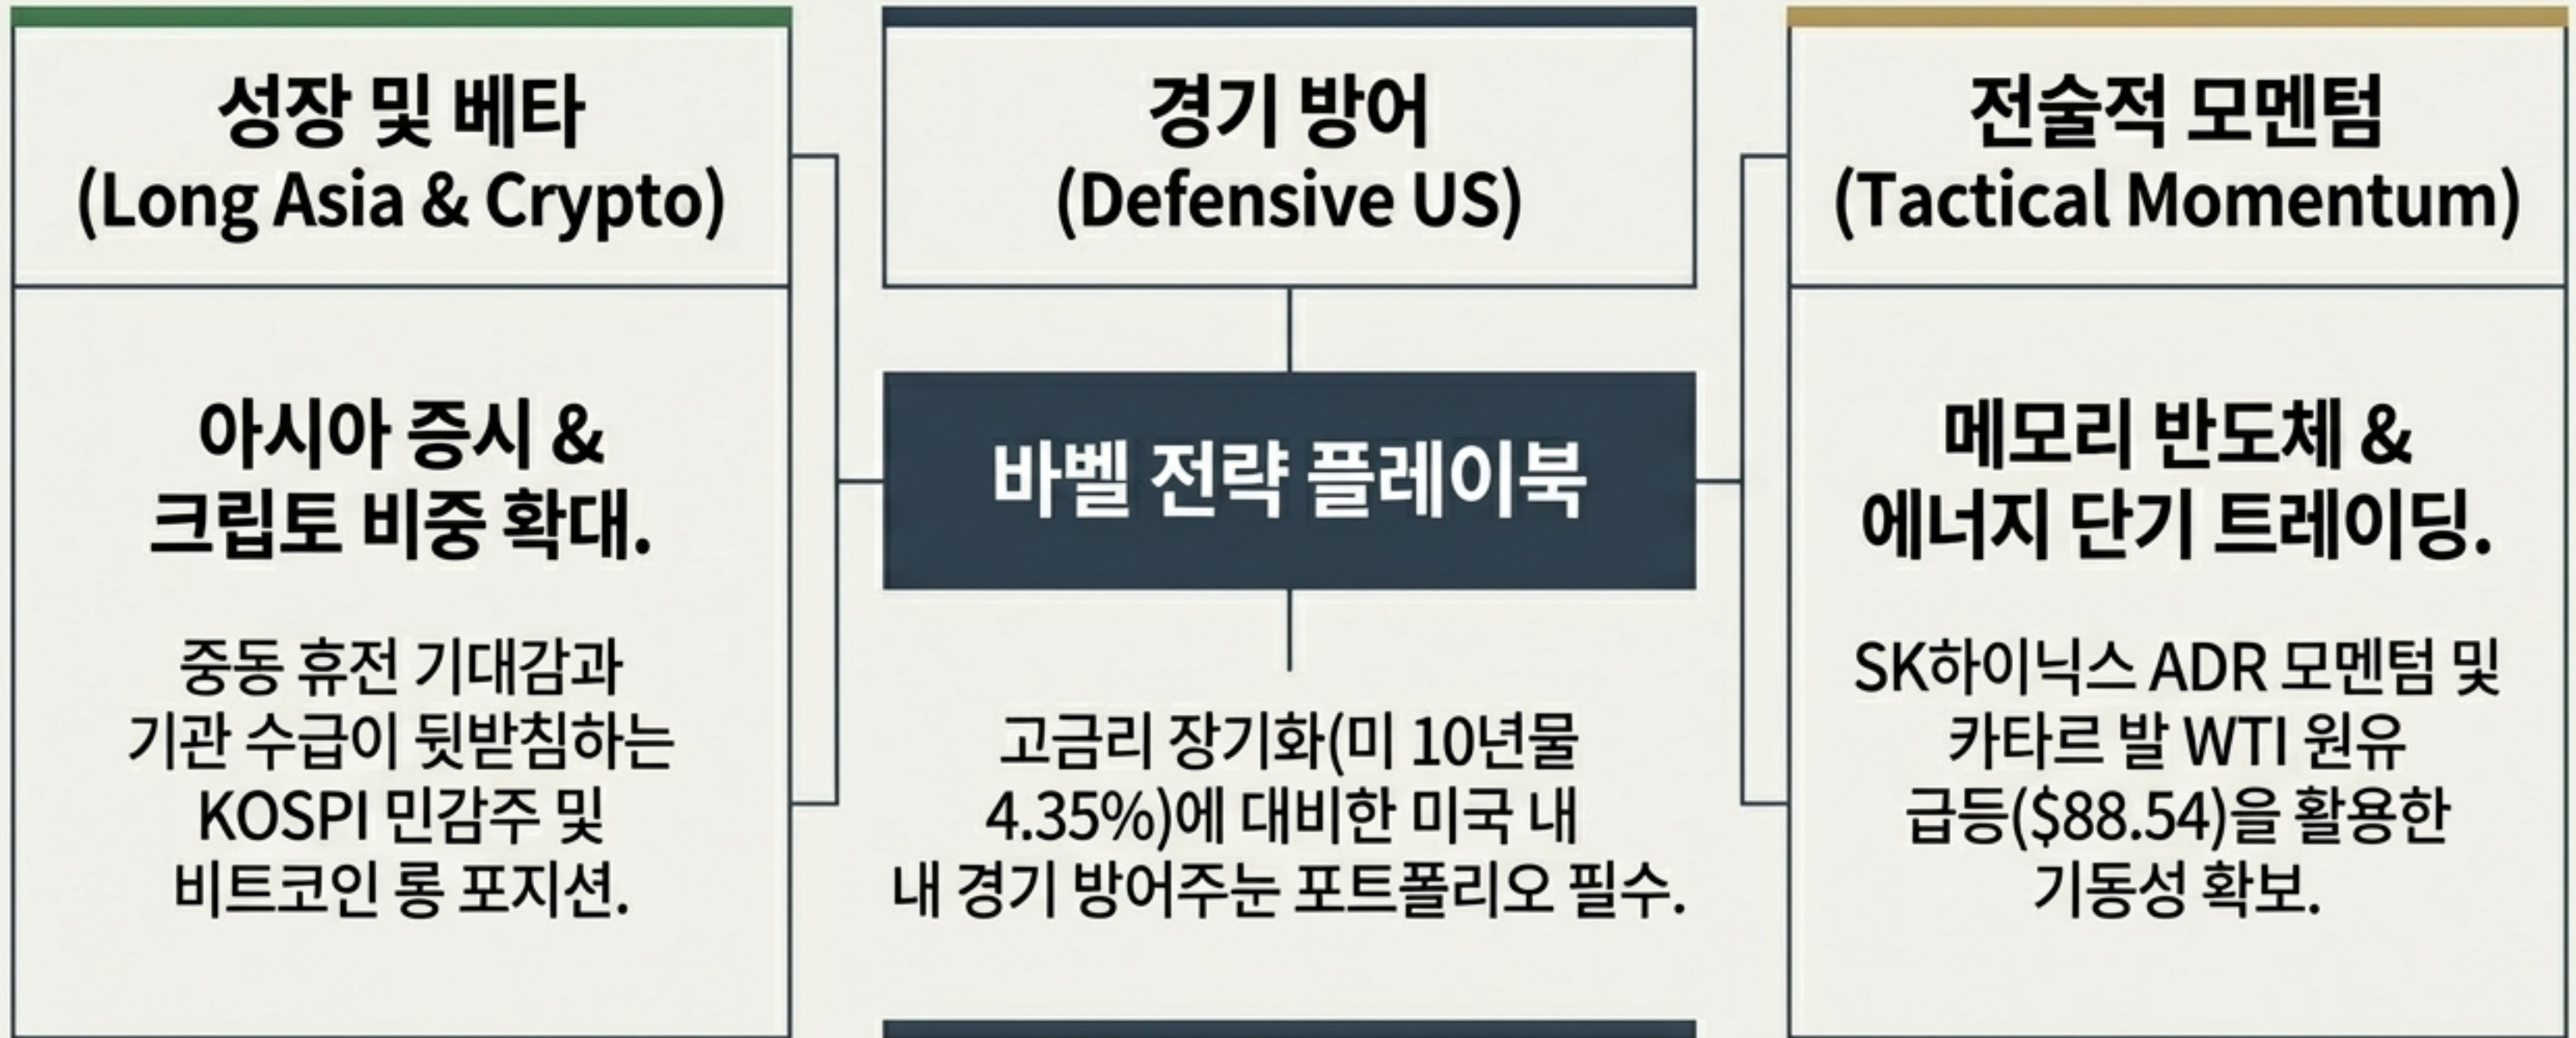 성장 및 베타
(Long Asia & Crypto)
아시아 증시 &
크립토 비중 확대.
중동 휴전 기대감과
기관 수급이 뒷받침하는
KOSPI 민감주 및
비트코인 롱 포지션.
경기 방어
(Defensive US)
바벨 전략 플레이북
고금리 장기화(미 10년물
4.35%)에 대비한 미국 내
내 경기 방어주눈 포트폴리오 필수.
전술적 모멘텀
(Tactical Momentum)
메모리 반도체 &
에너지 단기 트레이딩.
SK하이닉스 ADR 모멘텀 및
카타르 발 WTI 원유
급등($88.54)을 활용한
기동성 확보.